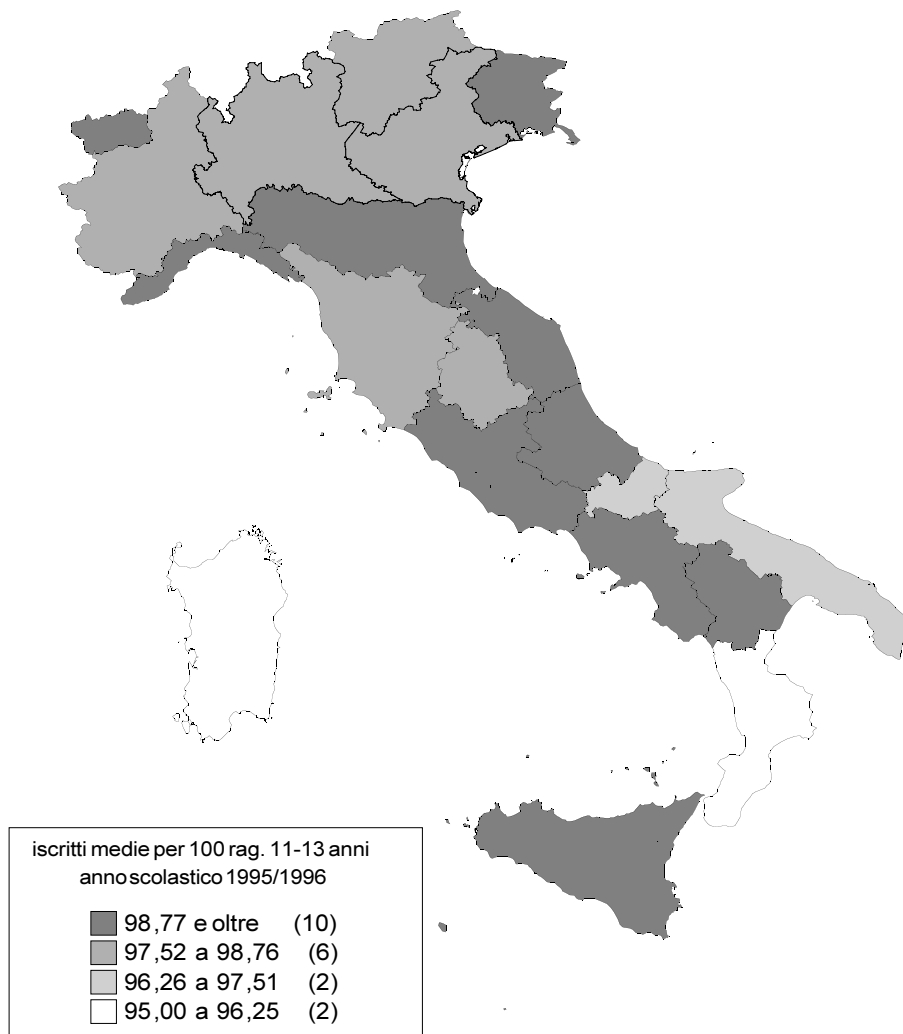 iscritti medie per 100 rag. 11-13 anni
anno scolastico 1995/1996
98,77 e oltre (10)
97,52 a 98,76 (6)
96,26 a 97,51 (2)
95,00 a 96,25 (2)